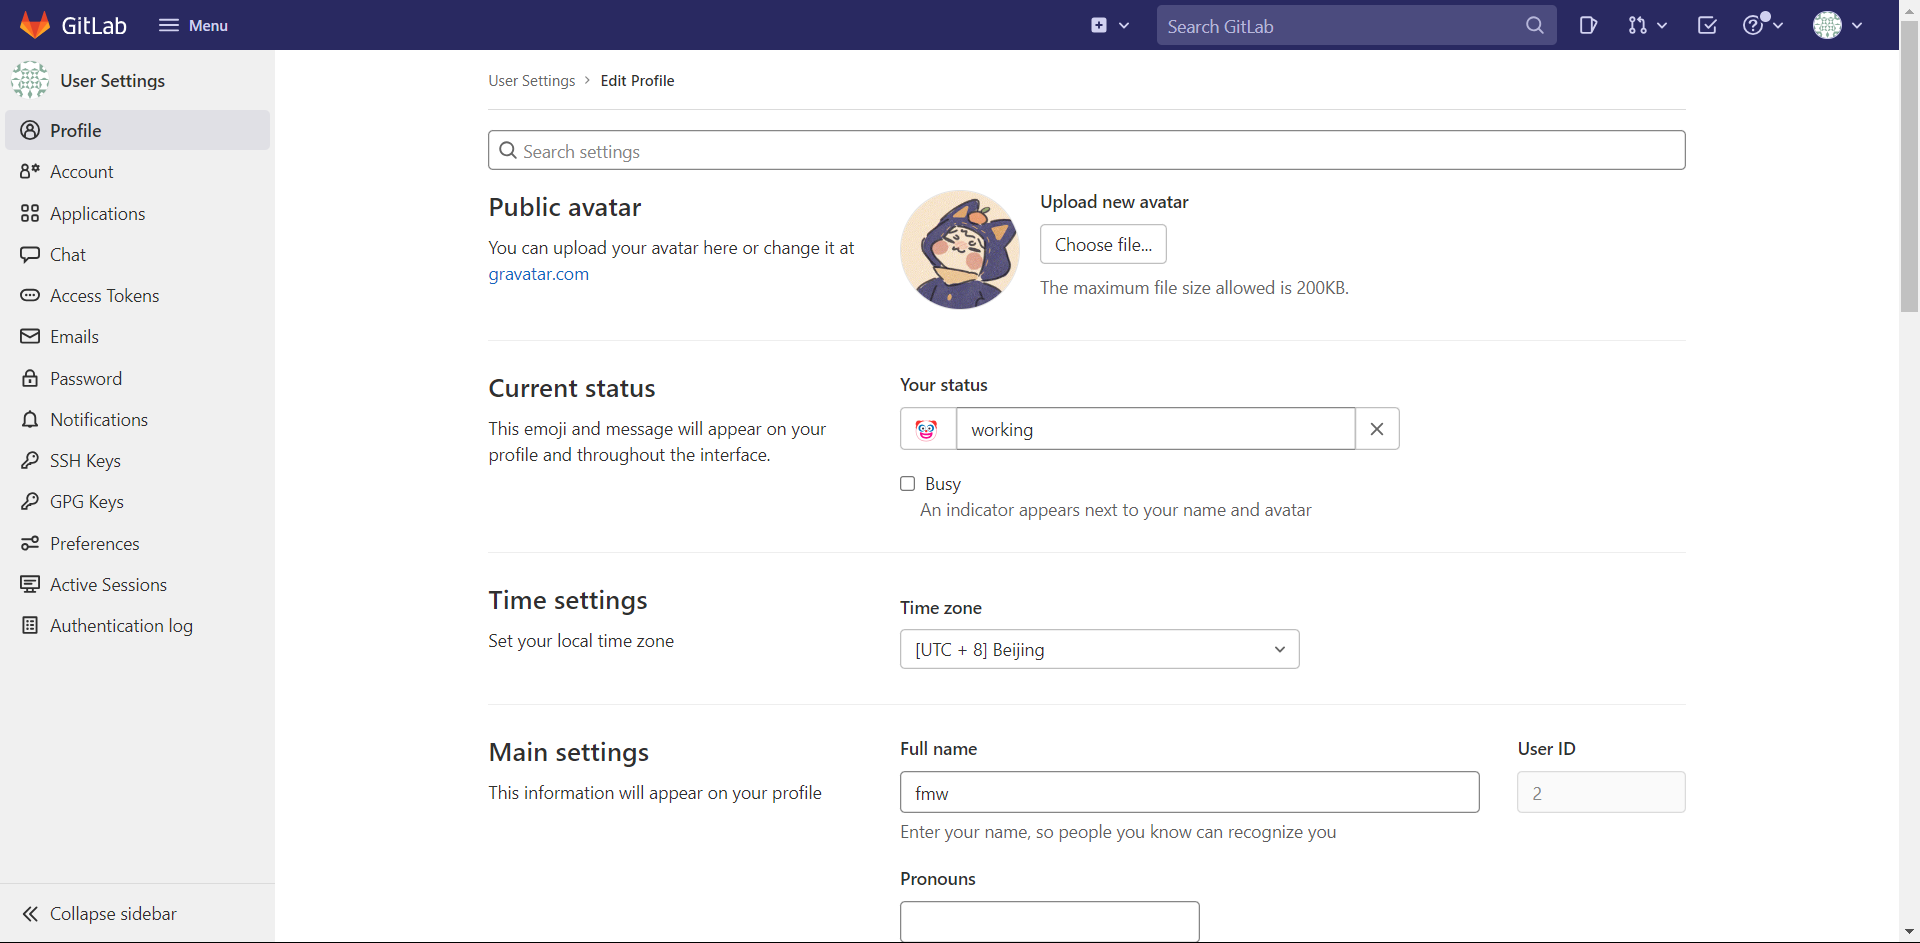 GitLab
Menu
Search GitLab
User Settings
Profile
Account
Applications
Chat
Access Tokens
Emails
Password
Notifications
SSH Keys
GPG Keys
Preferences
Active Sessions
Authentication log
Collapse sidebar
User Settings > Edit Profile
Search settings
Public avatar
You can upload your avatar here or change it at
gravatar.com
Upload new avatar
Choose file...
The maximum file size allowed is 200KB.
Current status
This emoji and message will appear on your
profile and throughout the interface.
Your status
working
Busy
An indicator appears next to your name and avatar
Time settings
Set your local time zone
Time zone
[UTC + 8] Beijing
Main settings
This information will appear on your profile
Full name
fmw
Enter your name, so people you know can recognize you
User ID
2
Pronouns